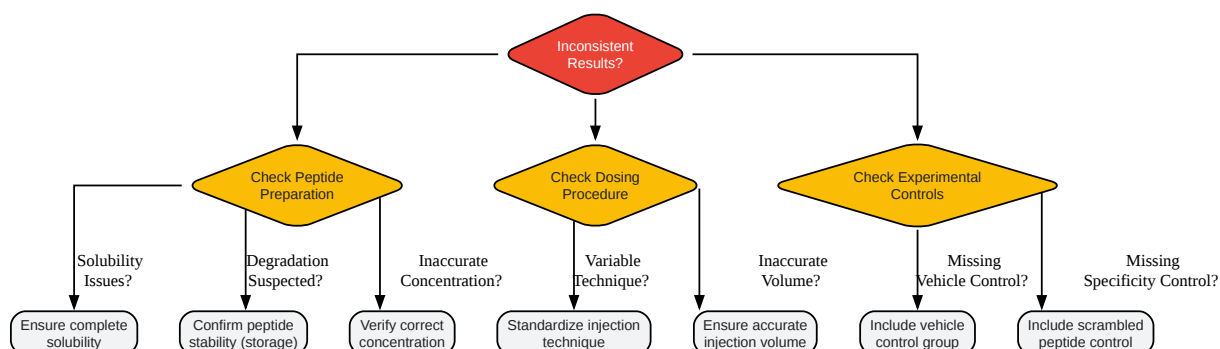 Inconsistent
Results?
Check Peptide
Preparation
Check Dosing
Procedure
Check Experimental
Controls
Solubility
Issues?
Degradation
Suspected?
Inaccurate
Concentration?
Variable
Technique?
Inaccurate
Volume?
Missing
Vehicle Control?
Missing
Specificity Control?
Ensure complete
solubility
Confirm peptide
stability (storage)
Verify correct
concentration
Standardize injection
technique
Ensure accurate
injection volume
Include vehicle
control group
Include scrambled
peptide control